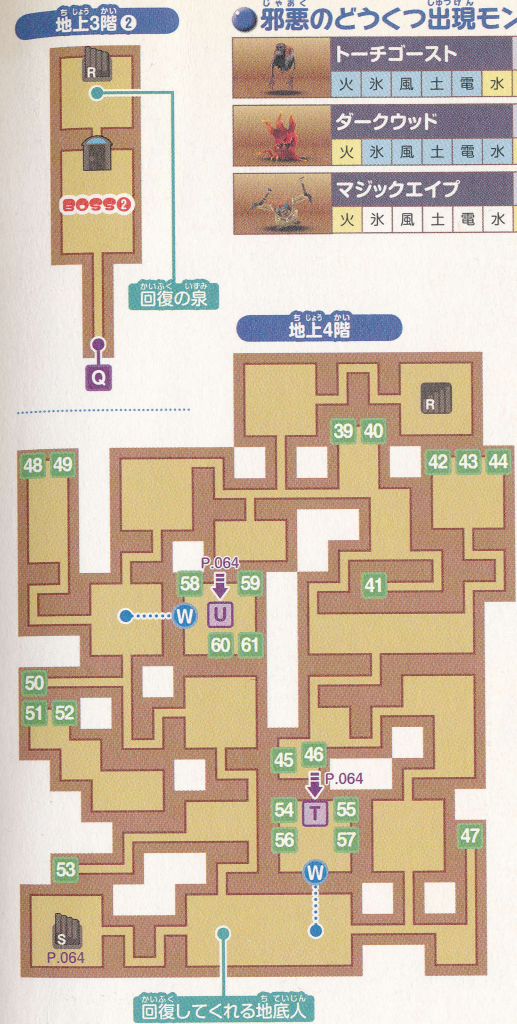 地上3階❷
邪悪のどうくつ出現モン
トーチゴースト
火 氷 風 土 電 水
ダークウッド
火 氷 風 土 電 水
マジックエイプ
火 氷 風 土 電 水
R
回復の泉
Q
地上4階
R
39 40
48 49
42 43 44
P.064
58 59
41
W U
60 61
50
51 52
45 46
P.064
54 T 55
56 57
47
53
W
S
P.064
回復してくれる地底人